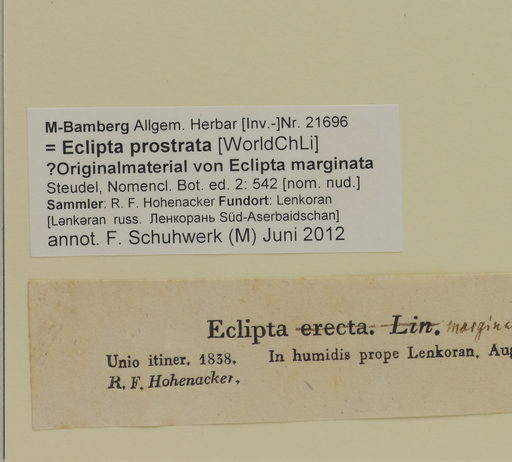 M-Bamberg Allgem. Herbar [Inv.-]Nr. 21696
= Eclipta prostrata [WorldChLi]
?Originalmaterial von Eclipta marginata
Steudel, Nomencl. Bot. ed. 2: 542 [nom. nud.]
Sammler: R. F. Hohenacker Fundort: Lenkoran
[Lənkəran russ. Ленкорань Süd-Aserbaidschan]
annot. F. Schuhwerk (M) Juni 2012
Eclipta erecta. Lin. margina
Unio itiner. 1838. In humidis prope Lenkoran. Aug
R. F. Hohenacker.